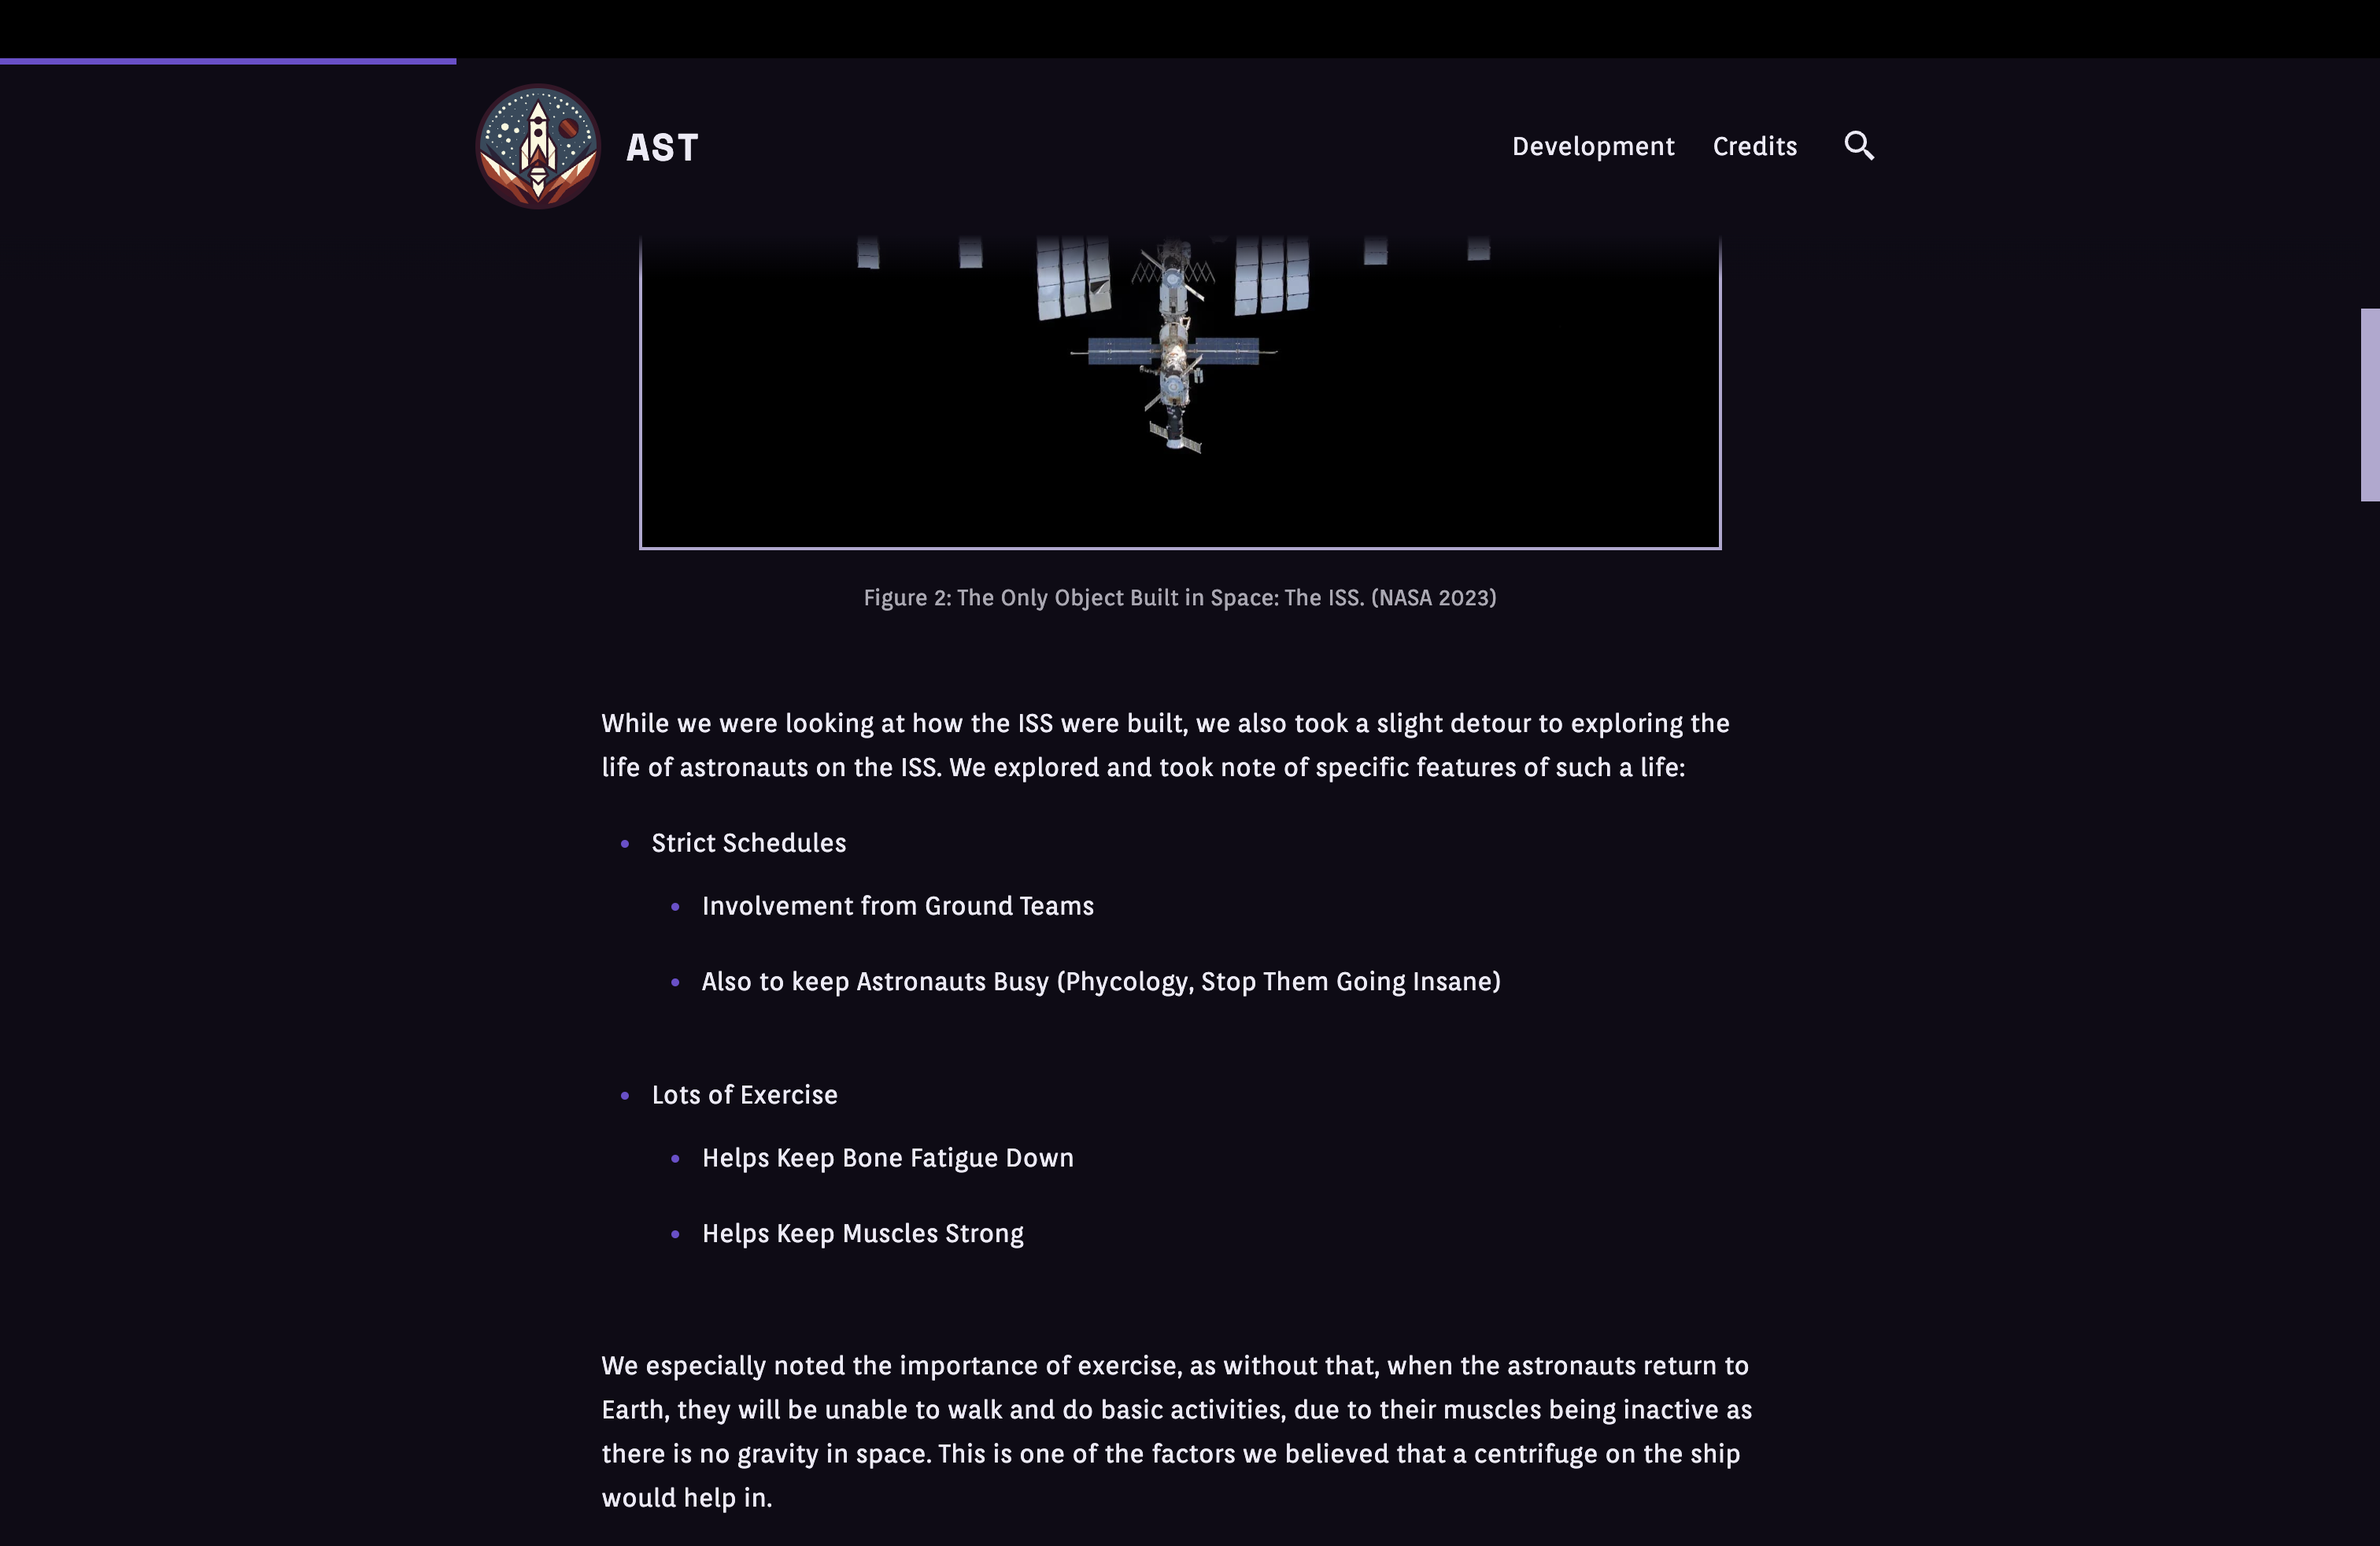 AST
Development
Credits
Figure 2: The Only Object Built in Space: The ISS. (NASA 2023)
While we were looking at how the ISS were built, we also took a slight detour to exploring the
life of astronauts on the ISS. We explored and took note of specific features of such a life:
Strict Schedules
Involvement from Ground Teams
Also to keep Astronauts Busy (Phycology, Stop Them Going Insane)
Lots of Exercise
Helps Keep Bone Fatigue Down
Helps Keep Muscles Strong
We especially noted the importance of exercise, as without that, when the astronauts return to
Earth, they will be unable to walk and do basic activities, due to their muscles being inactive as
there is no gravity in space. This is one of the factors we believed that a centrifuge on the ship
would help in.